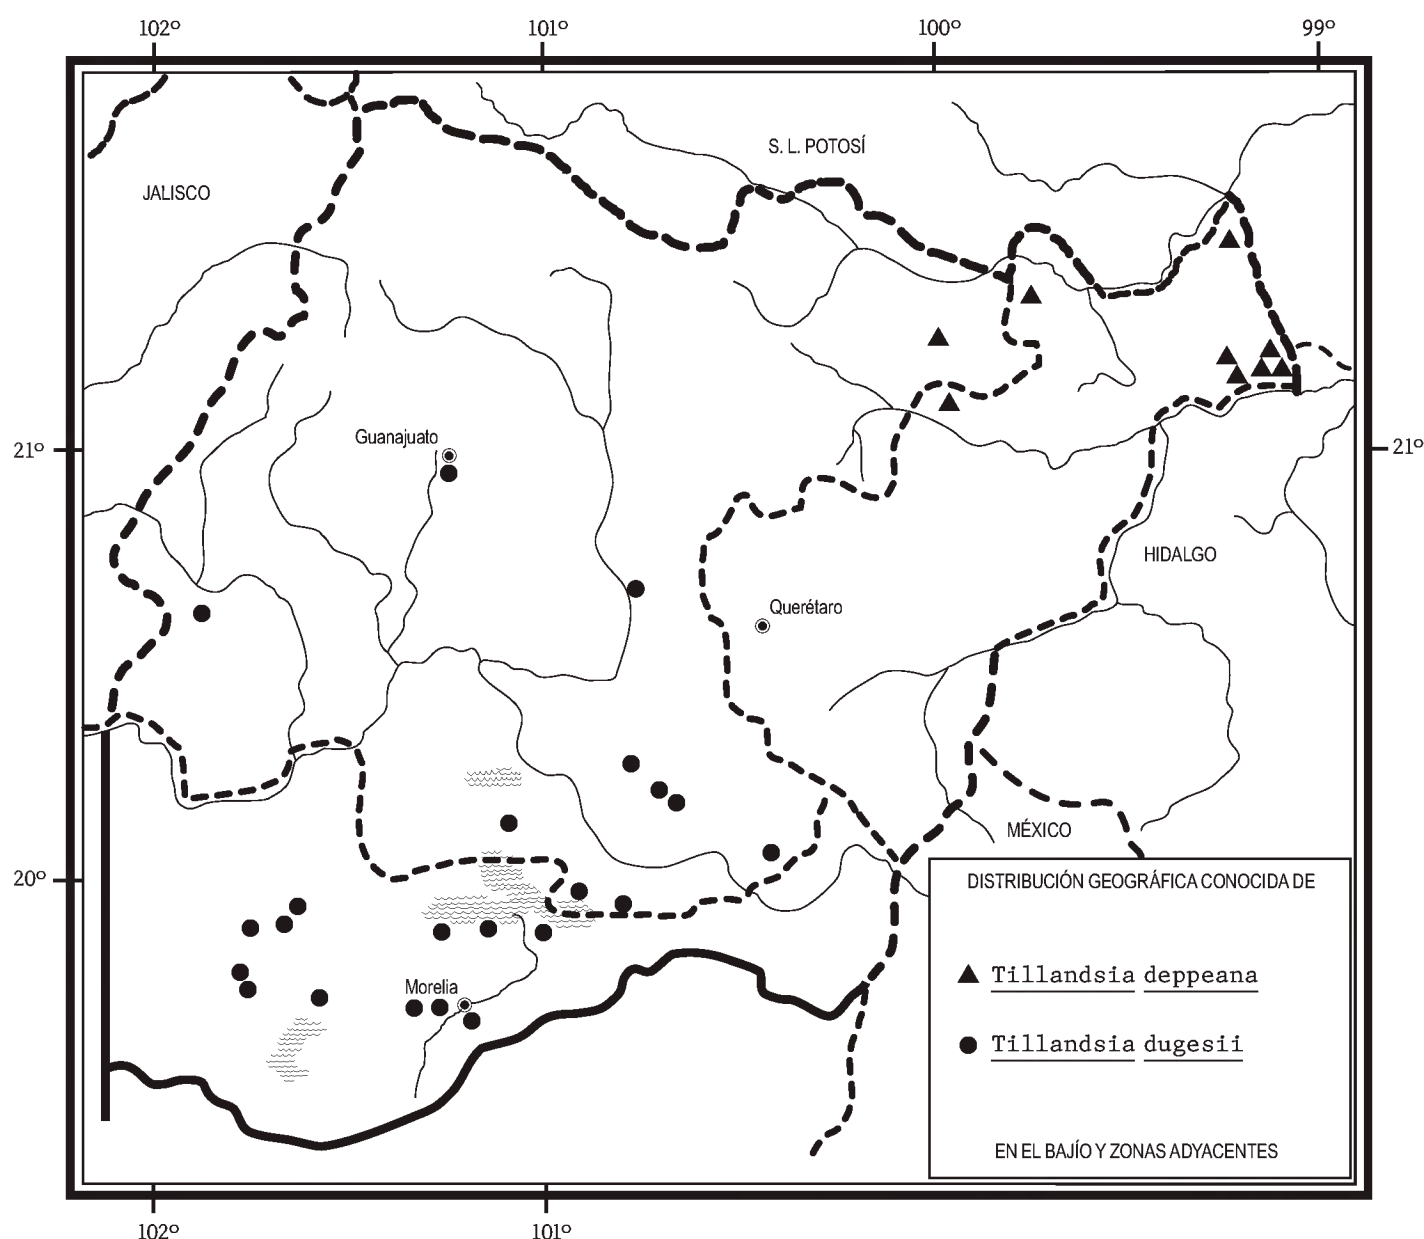 102° 101° 100° 99°
S. L. POTOSÍ
JALISCO
Guanajuato
21° 21°
HIDALGO
Querétaro
MÉXICO
20°
DISTRIBUCIÓN GEOGRÁFICA CONOCIDA DE
Tillandsia deppeana
Morelia
Tillandsia dugesii
EN EL BAJÍO Y ZONAS ADYACENTES
102° 101°